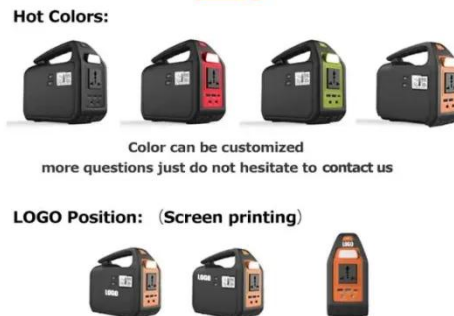 Hot Colors:
Color can be customized
more questions just do not hesitate to contact us
LOGO Position: （Screen printing）
LOGO
LOGO
LOGO